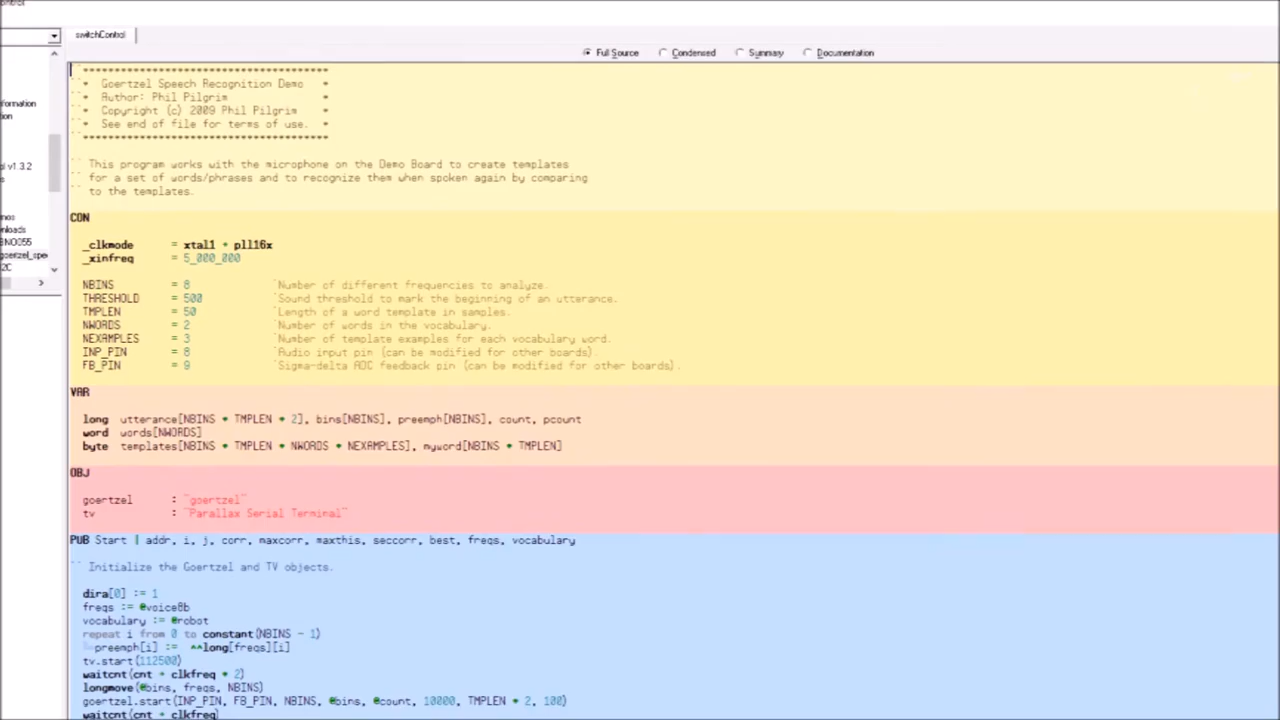 switchControl
Full Source Condensed Summary Documentation
formation
l v1.3.2
BNO055
goertzel_spe
''****************************************
''* Goertzel Speech Recognition Demo *
''* Author: Phil Pilgrim *
''* Copyright (c) 2009 Phil Pilgrim *
''* See end of file for terms of use. *
''****************************************
'' This program works with the microphone on the Demo Board to create templates
'' for a set of words/phrases and to recognize them when spoken again by comparing
'' to the templates.
CON
_clkmode = xtal1 + pll16x
_xinfreq = 5_000_000
NBINS = 8 'Number of different frequencies to analyze.
THRESHOLD = 500 'Sound threshold to mark the beginning of an utterance.
TMPLEN = 50 'Length of a word template in samples.
NWORDS = 2 'Number of words in the vocabulary.
NEXAMPLES = 3 'Number of template examples for each vocabulary word.
INP_PIN = 8 'Audio input pin (can be modified for other boards).
FB_PIN = 9 'Sigma-delta ADC feedback pin (can be modified for other boards).
VAR
long utterance[NBINS * TMPLEN * 2], bins[NBINS], preemph[NBINS], count, pcount
word words[NWORDS]
byte templates[NBINS * TMPLEN * NWORDS * NEXAMPLES], myword[NBINS * TMPLEN]
OBJ
goertzel : "goertzel"
tv : "Parallax Serial Terminal"
PUB Start | addr, i, j, corr, maxcorr, maxthis, seccorr, best, freqs, vocabulary
'' Initialize the Goertzel and TV objects.
dira[0] := 1
freqs := @voice8b
vocabulary := @robot
repeat i from 0 to constant(NBINS - 1)
preemph[i] := ^^long[freqs][i]
tv.start(112500)
waitcnt(cnt + clkfreq * 2)
longmove(@bins, freqs, NBINS)
goertzel.start(INP_PIN, FB_PIN, NBINS, @bins, @count, 10000, TMPLEN * 2, 100)
waitcnt(cnt + clkfreq)